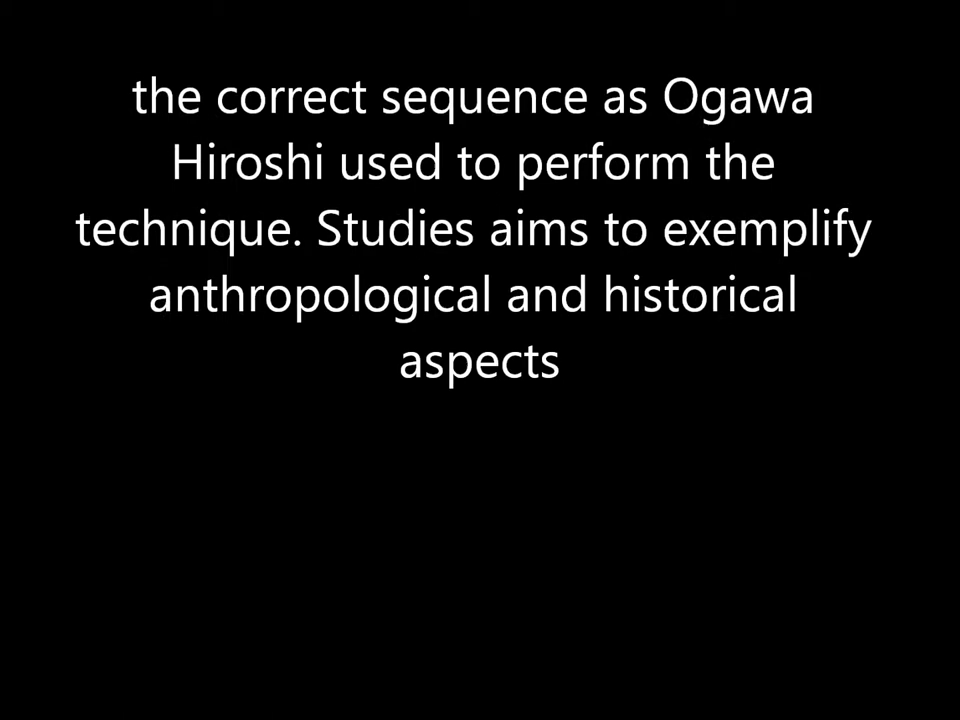 the correct sequence as Ogawa
Hiroshi used to perform the
technique. Studies aims to exemplify
anthropological and historical
aspects